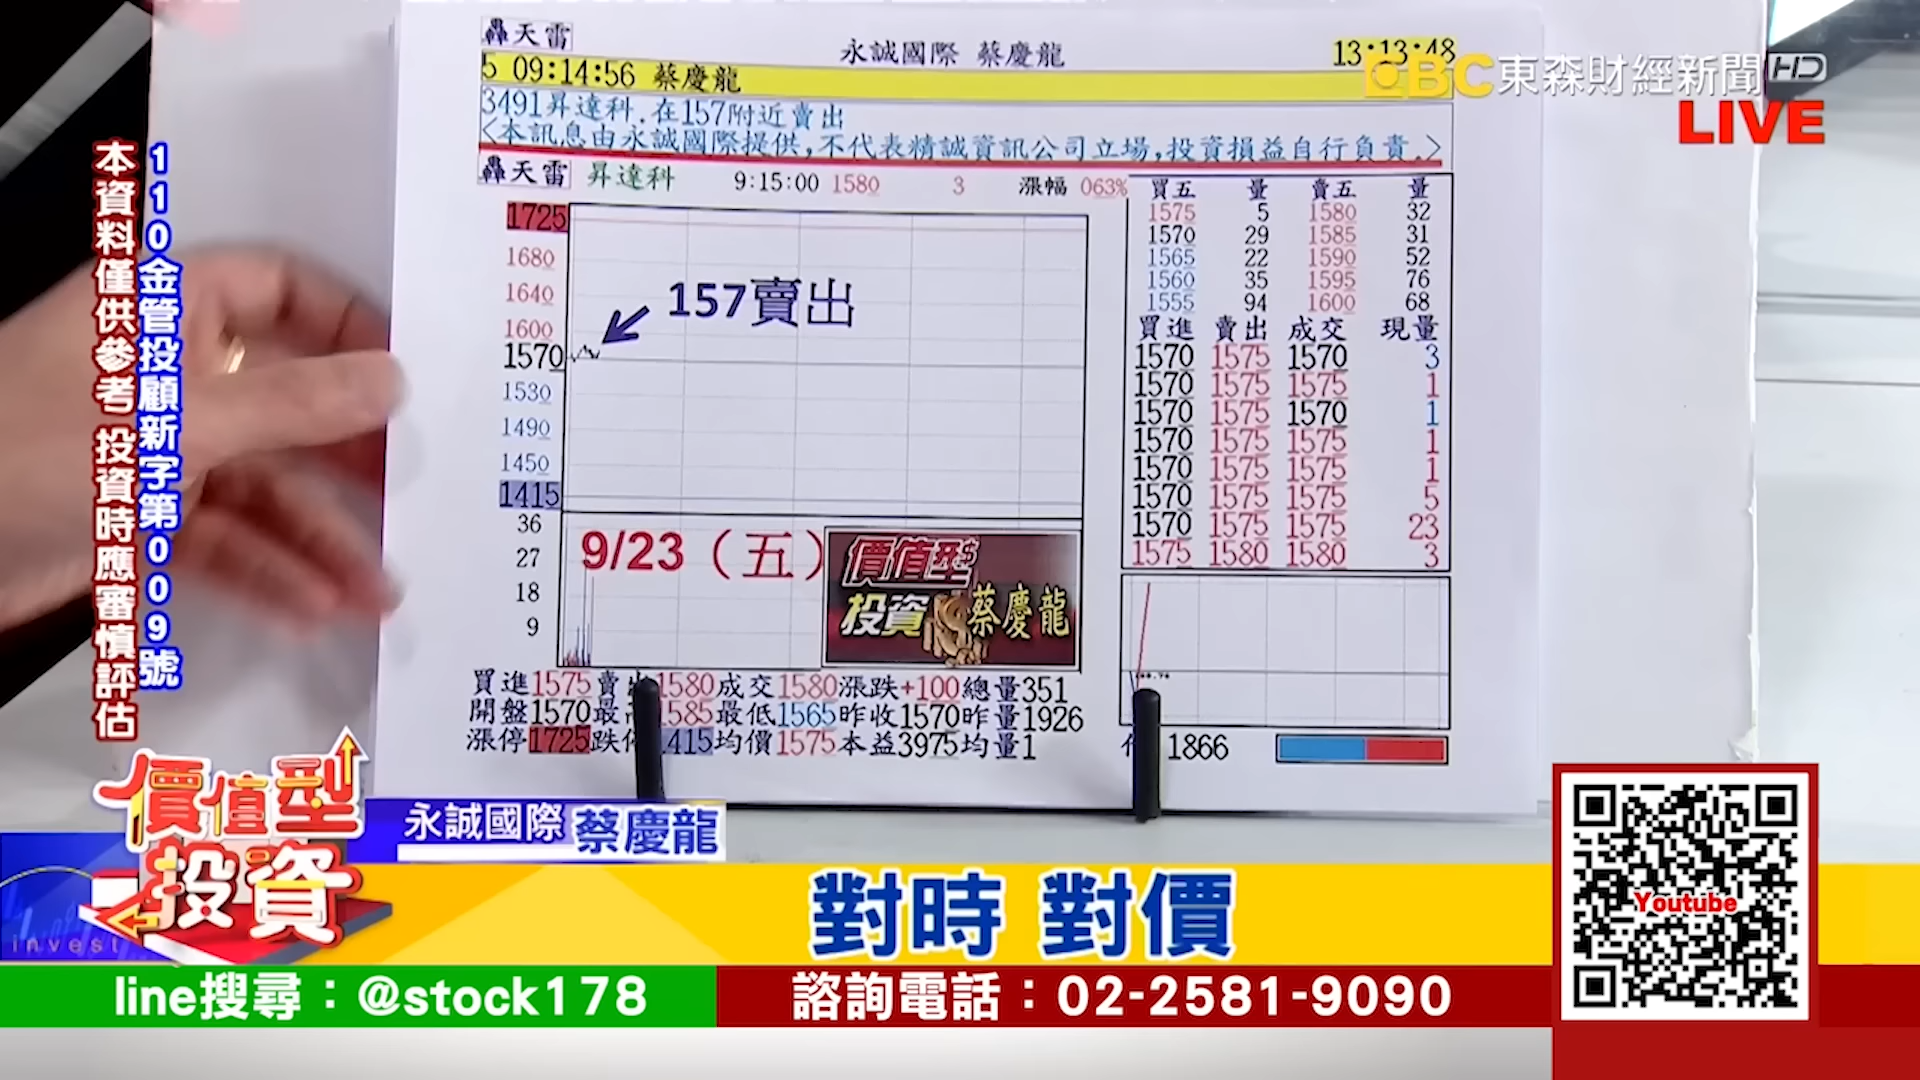 轟天雷
永誠國際 蔡慶龍
13:13:48
5 09:14:56 蔡慶龍
3491昇達科.在157附近賣出
<本訊息由永誠國際提供,不代表精誠資訊公司立場,投資損益自行負責.>
EBC東森財經新聞HD
LIVE
轟天雷 昇達科 9:15:00 1580 3 漲幅 063%
買五 量 賣五 量
1575 5 1580 32
1570 29 1585 31
1565 22 1590 52
1560 35 1595 76
1555 94 1600 68
買進 賣出 成交 現量
1570 1575 1570 3
1570 1575 1575 1
1570 1575 1570 1
1570 1575 1575 1
1570 1575 1575 1
1570 1575 1575 5
1570 1575 1575 23
1575 1580 1580 3
1725
1680
1640
1600
1570
1530
1490
1450
1415
36
27
18
9
157賣出
9/23(五)
價值型
投資
蔡慶龍
買進1575賣出1580成交1580漲跌+100總量351
開盤1570最高1585最低1565昨收1570昨量1926
漲停1725跌停1415均價1575本益3975均量1
1866
110金管投顧新字第009號
本資料僅供參考 投資時應審慎評估
價值型
投資
invest
永誠國際 蔡慶龍
對時 對價
line搜尋：@stock178
諮詢電話：02-2581-9090
Youtube